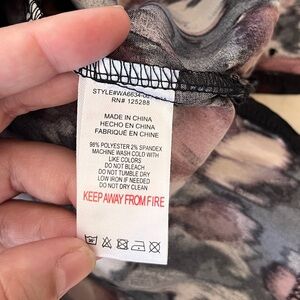 STYLE#WA6634
RN# 125288
MADE IN CHINA
HECHO EN CHINA
FABRIQUÉ EN CHINE
98% POLYESTER 2% SPANDEX
MACHINE WASH COLD WITH
LIKE COLORS
DO NOT BLEACH
DO NOT TUMBLE DRY
LOW IRON IF NEEDED
DO NOT DRY CLEAN
KEEP AWAY FROM FIRE